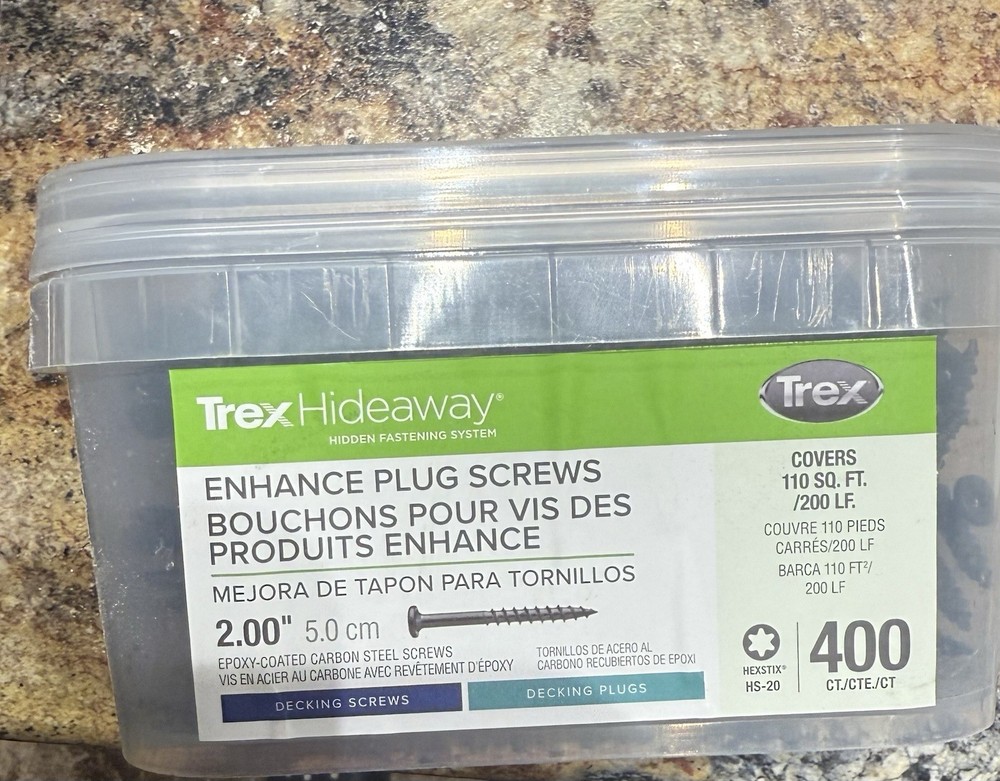 Trex Hideaway®
HIDDEN FASTENING SYSTEM
Trex
ENHANCE PLUG SCREWS
BOUCHONS POUR VIS DES
PRODUITS ENHANCE
MEJORA DE TAPON PARA TORNILLOS
2.00" 5.0 cm
EPOXY-COATED CARBON STEEL SCREWS
VIS EN ACIER AU CARBONE AVEC REVÊTEMENT D'ÉPOXY
TORNILLOS DE ACERO AL
CARBONO RECUBIERTOS DE EPOXI
DECKING SCREWS
DECKING PLUGS
COVERS
110 SQ. FT.
/200 LF.
COUVRE 110 PIEDS
CARRÉS/200 LF
BARCA 110 FT²/
200 LF
HEXSTIX®
HS-20
400
CT./CTE./CT